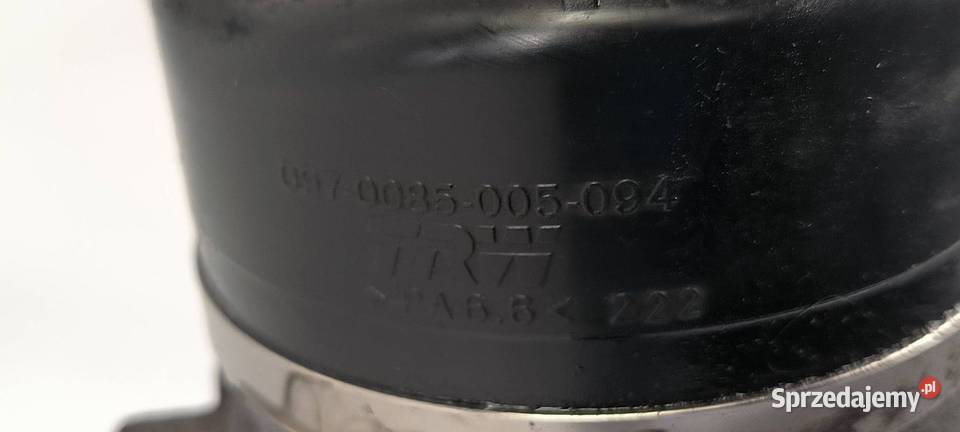 097-0085-005-094
TRW
>PA6.6< 222
Sprzedajemy.pl